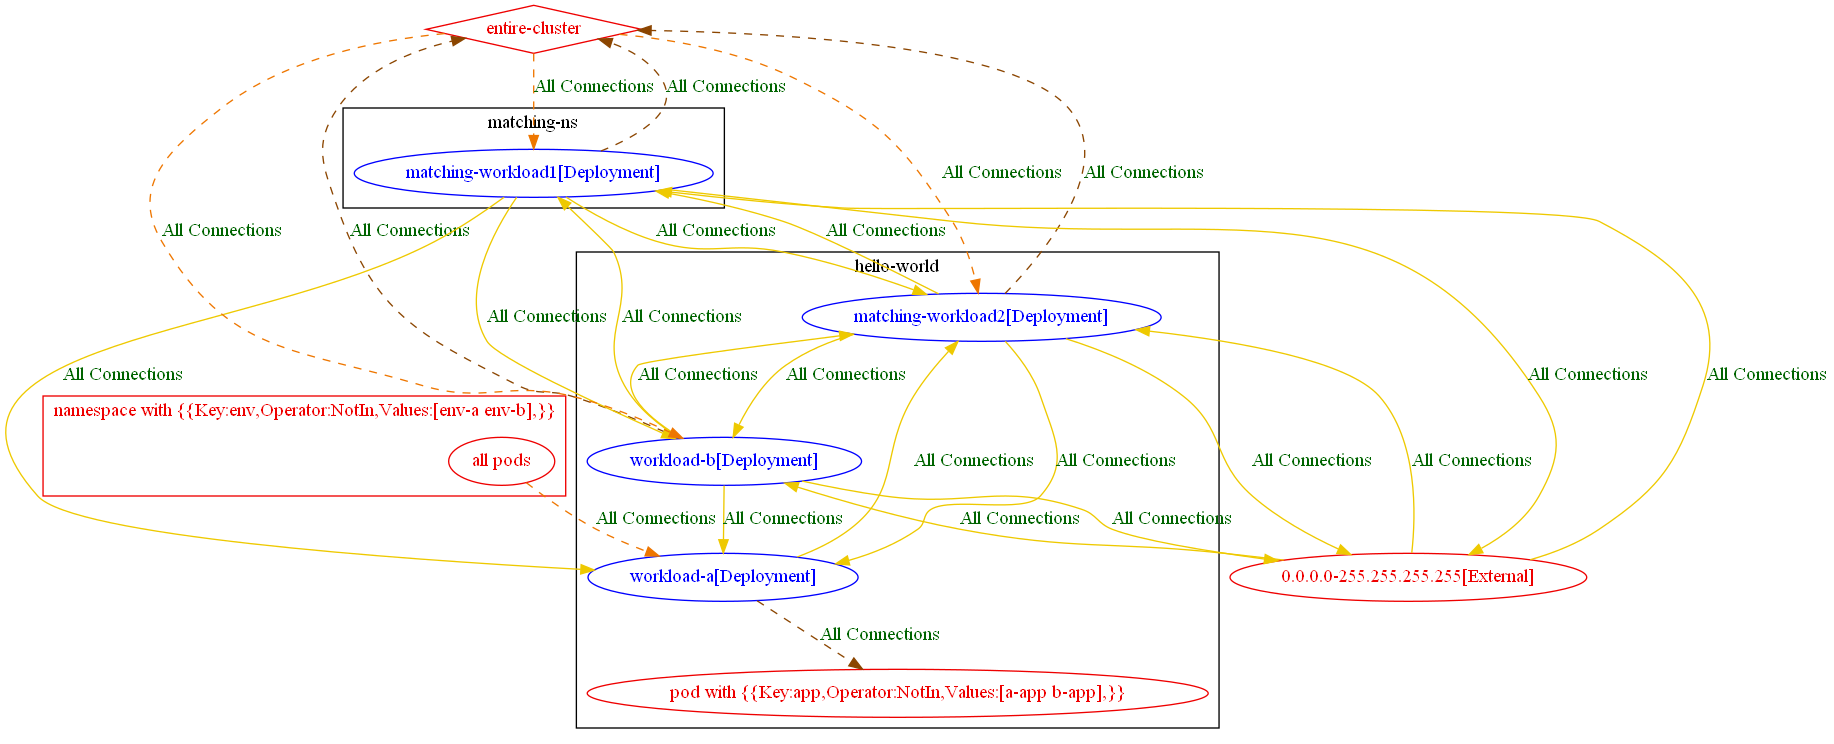 entire-cluster
All Connections
All Connections
matching-ns
matching-workload1[Deployment]
All Connections
All Connections
All Connections
All Connections
All Connections
All Connections
hello-world
All Connections
All Connections
matching-workload2[Deployment]
All Connections
All Connections
All Connections
All Connections
All Connections
namespace with {{Key:env,Operator:NotIn,Values:[env-a env-b],}}
all pods
workload-b[Deployment]
All Connections
All Connections
All Connections
All Connections
All Connections
All Connections
All Connections
All Connections
workload-a[Deployment]
0.0.0.0-255.255.255.255[External]
All Connections
pod with {{Key:app,Operator:NotIn,Values:[a-app b-app],}}